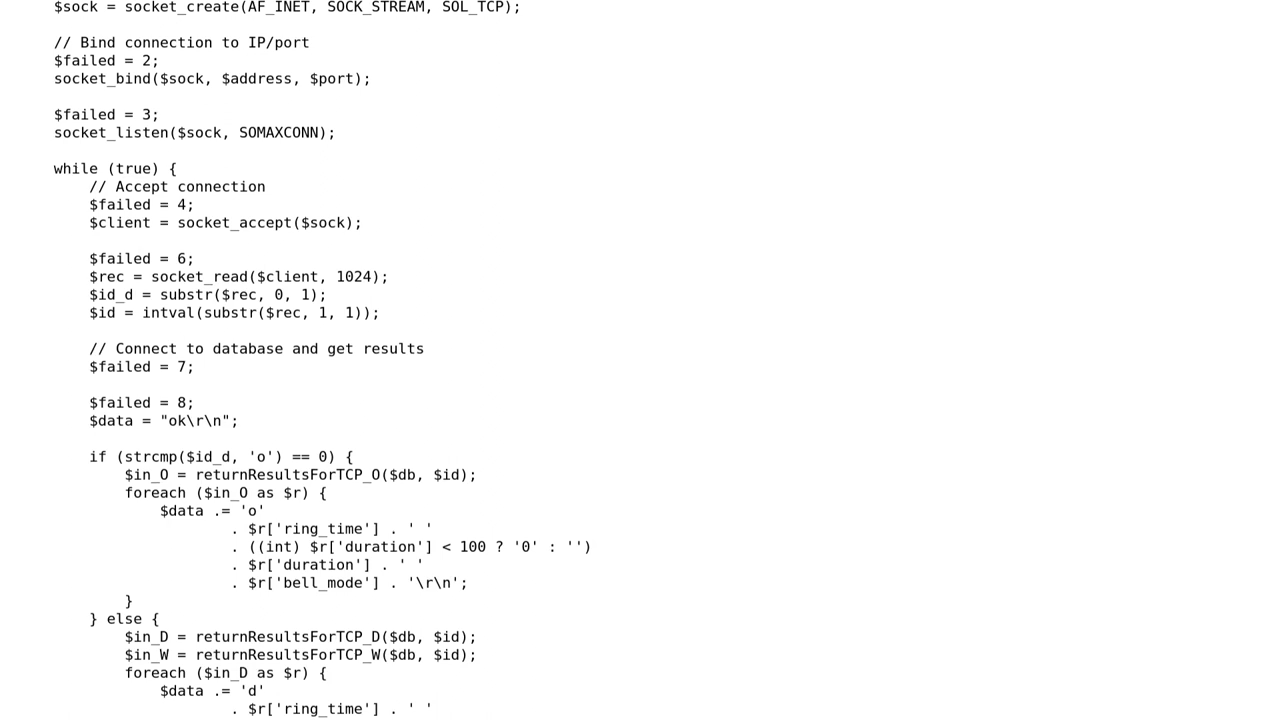 $sock = socket_create(AF_INET, SOCK_STREAM, SOL_TCP);

// Bind connection to IP/port
$failed = 2;
socket_bind($sock, $address, $port);

$failed = 3;
socket_listen($sock, SOMAXCONN);

while (true) {
    // Accept connection
    $failed = 4;
    $client = socket_accept($sock);

    $failed = 6;
    $rec = socket_read($client, 1024);
    $id_d = substr($rec, 0, 1);
    $id = intval(substr($rec, 1, 1));

    // Connect to database and get results
    $failed = 7;

    $failed = 8;
    $data = "ok\r\n";

    if (strcmp($id_d, 'o') == 0) {
        $in_O = returnResultsForTCP_O($db, $id);
        foreach ($in_O as $r) {
            $data .= 'o'
                    . $r['ring_time'] . ' '
                    . ((int) $r['duration'] < 100 ? '0' : '')
                    . $r['duration'] . ' '
                    . $r['bell_mode'] . '\r\n';
        }
    } else {
        $in_D = returnResultsForTCP_D($db, $id);
        $in_W = returnResultsForTCP_W($db, $id);
        foreach ($in_D as $r) {
            $data .= 'd'
                    . $r['ring_time'] . ' '